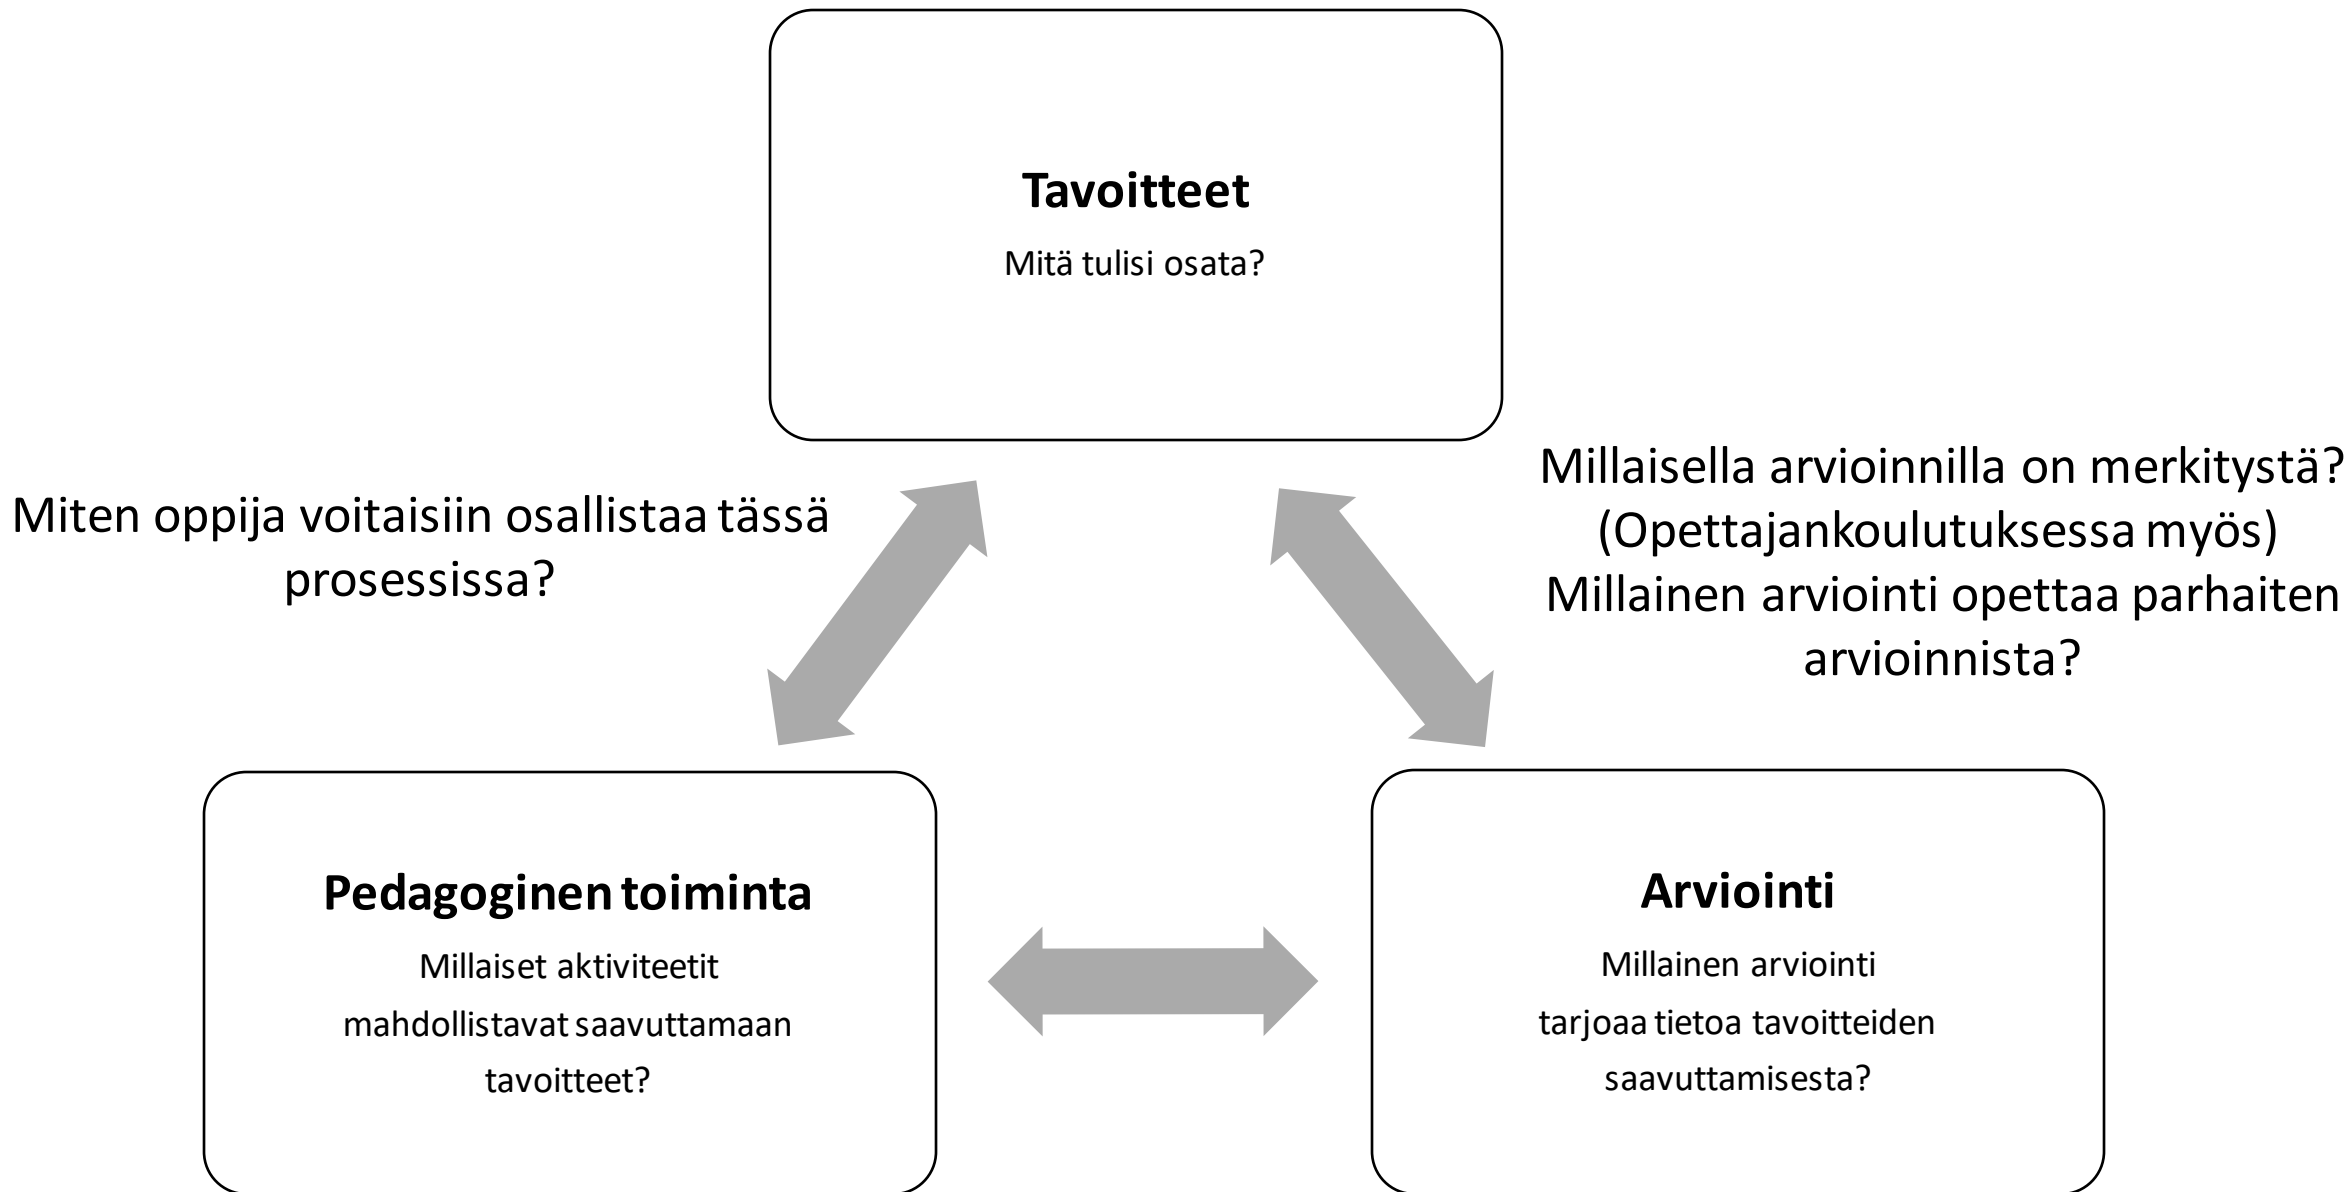 Tavoitteet
Mitä tulisi osata?
Miten oppija voitaisiin osallistaa tässä
prosessissa?
Millaisella arvioinnilla on merkitystä?
(Opettajankoulutuksessa myös)
Millainen arviointi opettaa parhaiten
arvioinnista?
Pedagoginen toiminta
Millaiset aktiviteetit
mahdollistavat saavuttamaan
tavoitteet?
Arviointi
Millainen arviointi
tarjoaa tietoa tavoitteiden
saavuttamisesta?